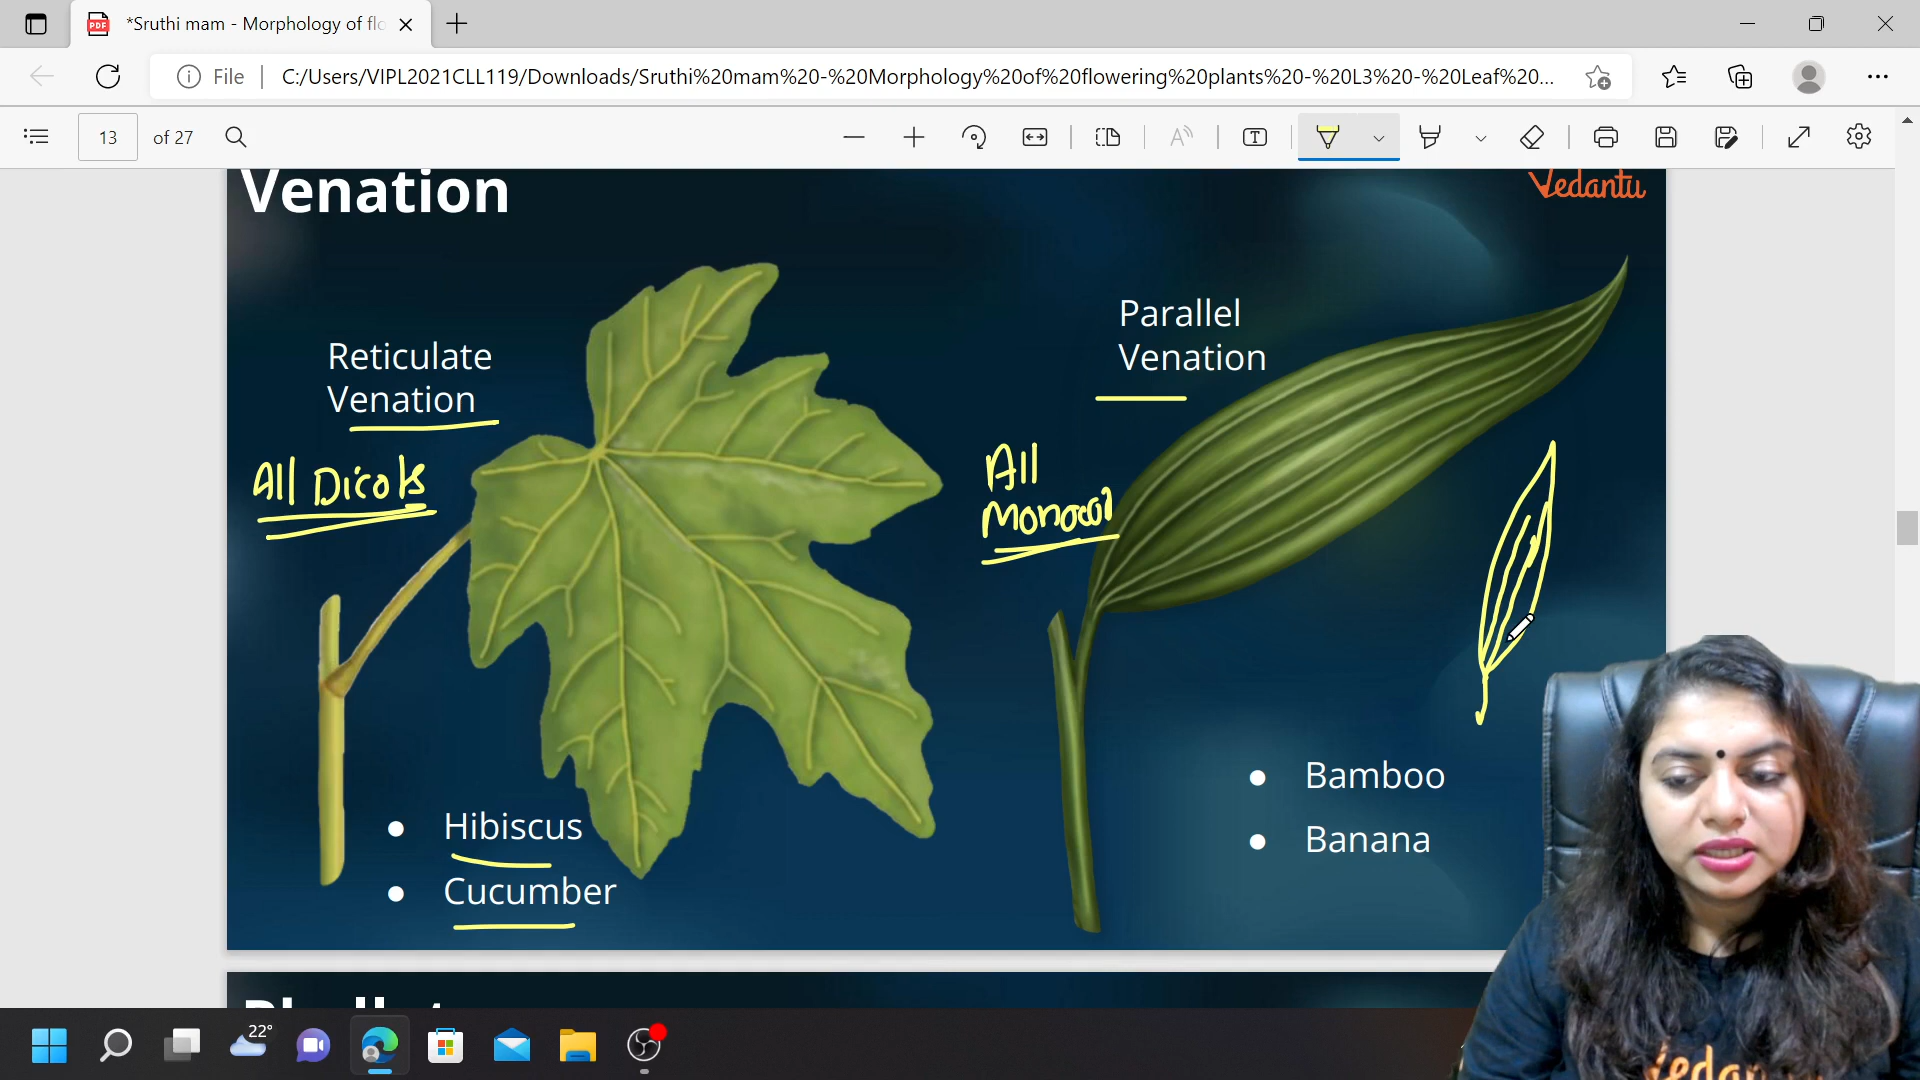 *Sruthi mam - Morphology of flo
File
C:/Users/VIPL2021CLL119/Downloads/Sruthi%20mam%20-%20Morphology%20of%20flowering%20plants%20-%20L3%20-%20Leaf%20...
13 of 27
Venation
Vedantu
Reticulate
Venation
Parallel
Venation
All Dicots
All
Hibiscus
Cucumber
Bamboo
Banana
22°